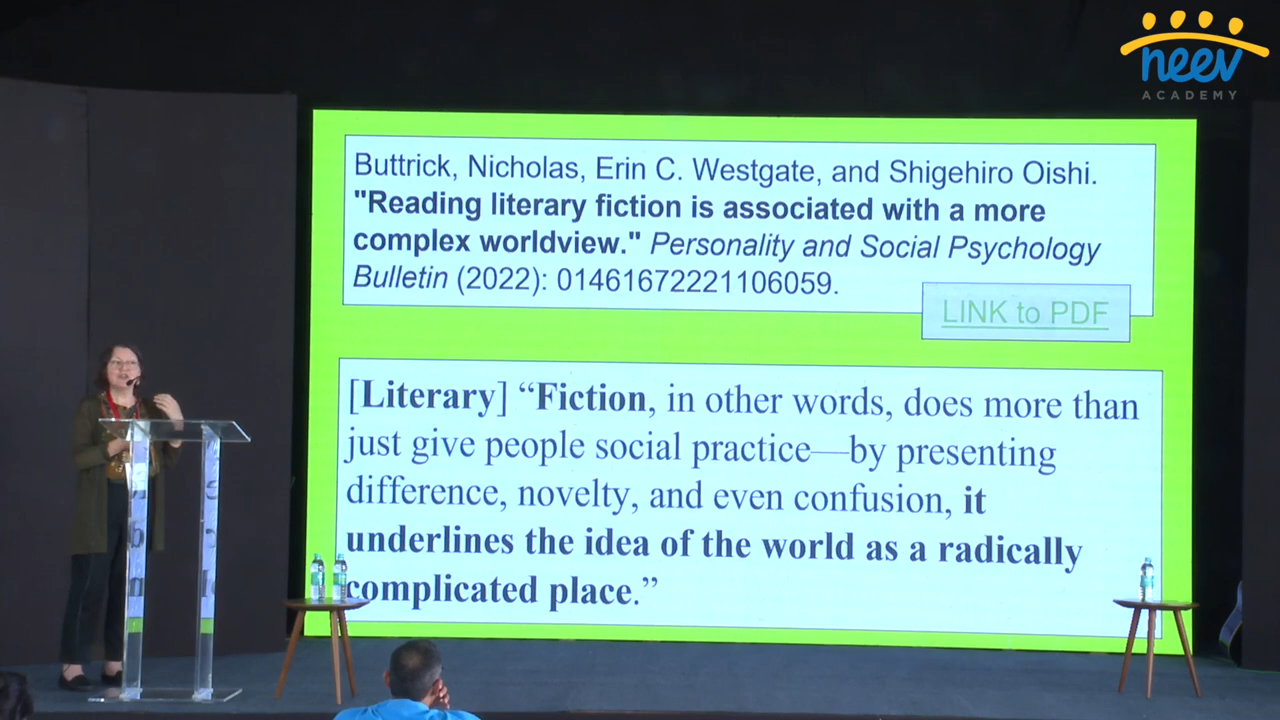 neev
ACADEMY
Buttrick, Nicholas, Erin C. Westgate, and Shigehiro Oishi.
"Reading literary fiction is associated with a more
complex worldview." Personality and Social Psychology
Bulletin (2022): 01461672221106059.
LINK to PDF
[Literary] “Fiction, in other words, does more than
just give people social practice—by presenting
difference, novelty, and even confusion, it
underlines the idea of the world as a radically
complicated place.”